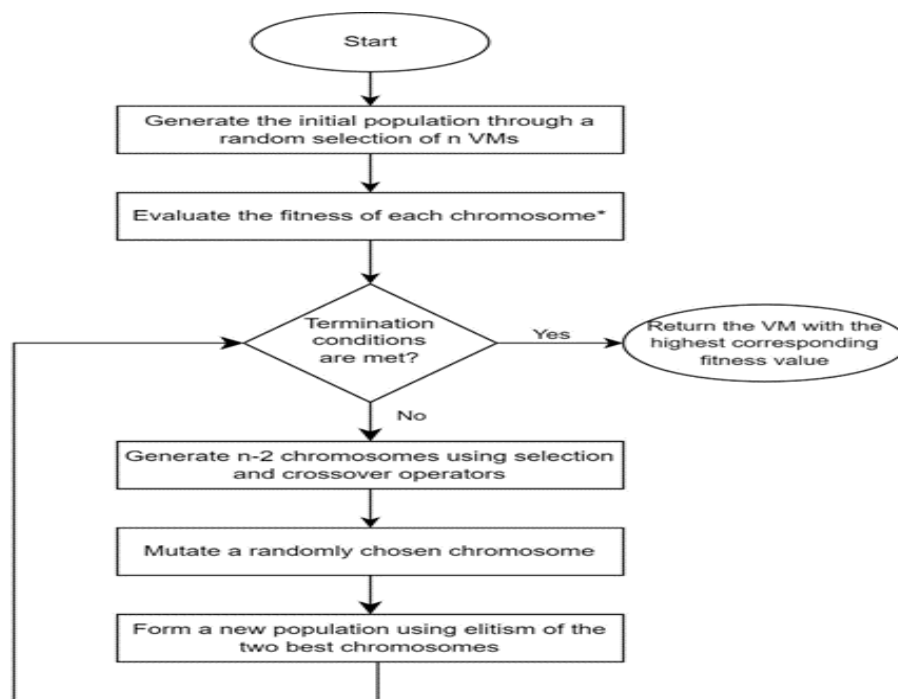 Start
Generate the initial population through a
random selection of n VMs
Evaluate the fitness of each chromosome*
Termination
conditions
are met?
Yes
Return the VM with the
highest corresponding
fitness value
No
Generate n-2 chromosomes using selection
and crossover operators
Mutate a randomly chosen chromosome
Form a new population using elitism of the
two best chromosomes